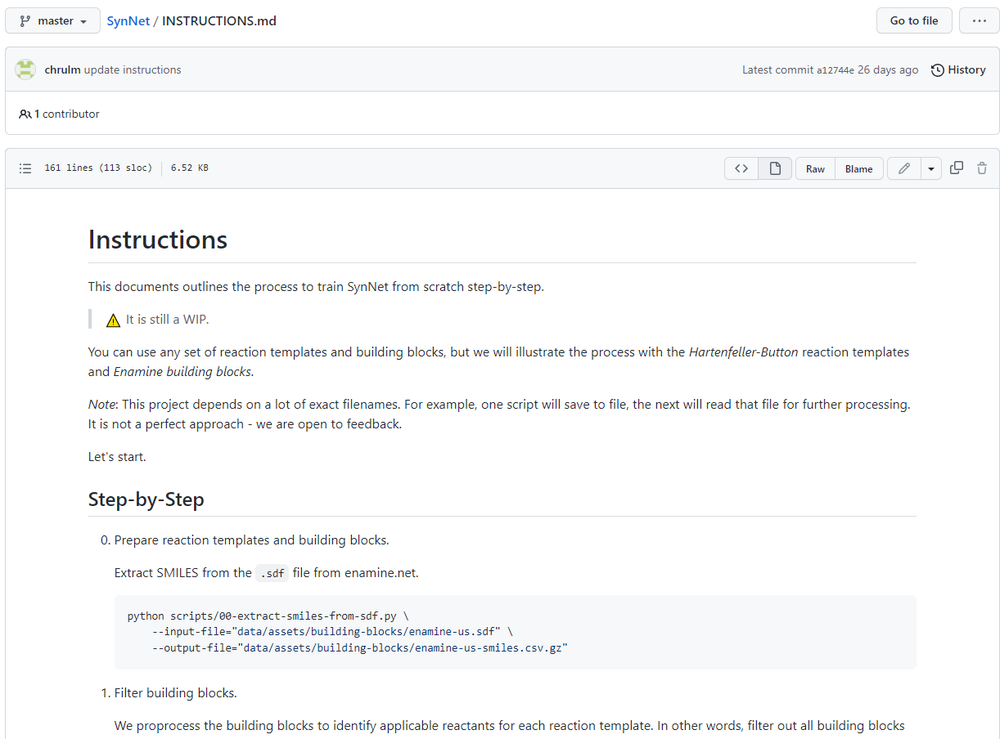 master SynNet / INSTRUCTIONS.md Go to file ...
chrulm update instructions Latest commit a12744e 26 days ago History
1 contributor
161 lines (113 sloc) 6.52 KB Raw Blame
Instructions
This documents outlines the process to train SynNet from scratch step-by-step.
It is still a WIP.
You can use any set of reaction templates and building blocks, but we will illustrate the process with the Hartenfeller-Button reaction templates
and Enamine building blocks.
Note: This project depends on a lot of exact filenames. For example, one script will save to file, the next will read that file for further processing.
It is not a perfect approach - we are open to feedback.
Let's start.
Step-by-Step
0. Prepare reaction templates and building blocks.
Extract SMILES from the .sdf file from enamine.net.
python scripts/00-extract-smiles-from-sdf.py \
--input-file="data/assets/building-blocks/enamine-us.sdf" \
--output-file="data/assets/building-blocks/enamine-us-smiles.csv.gz"
1. Filter building blocks.
We proprocess the building blocks to identify applicable reactants for each reaction template. In other words, filter out all building blocks